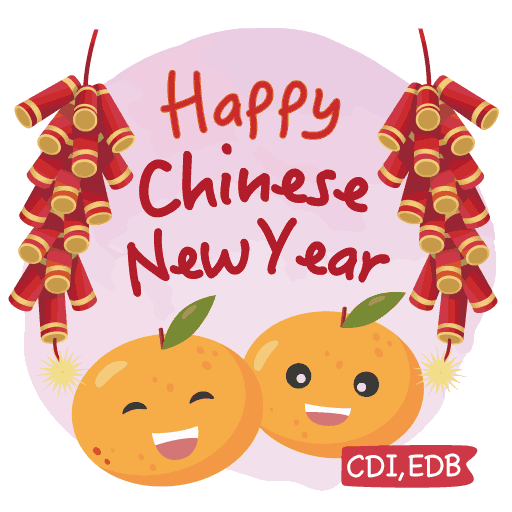 Happy
Chinese
New Year
CDI, EDB